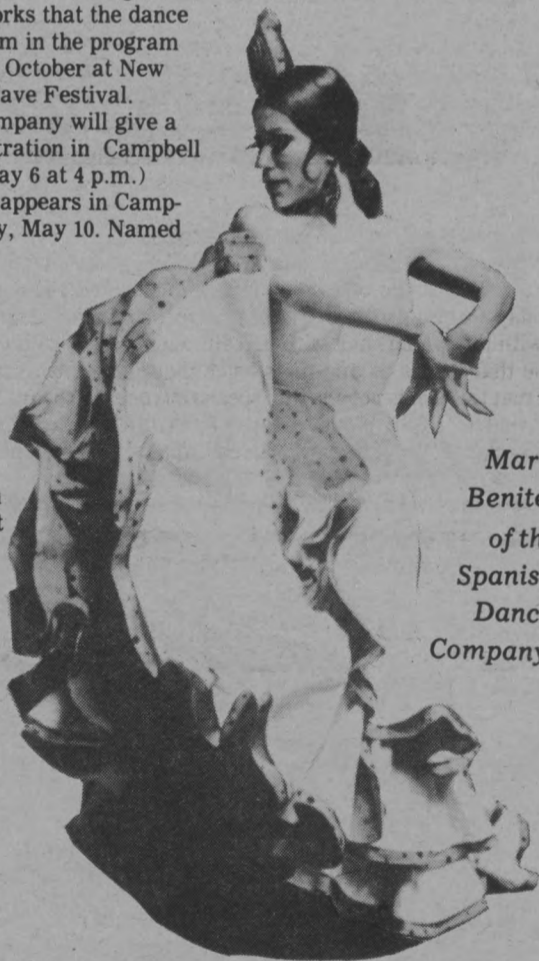 orks that the dance
m in the program
October at New
ave Festival.
mpany will give a
tration in Campbell
ay 6 at 4 p.m.)
appears in Camp-
y, May 10. Named
t
Mar
Benite
of th
Spanis
Danc
Company